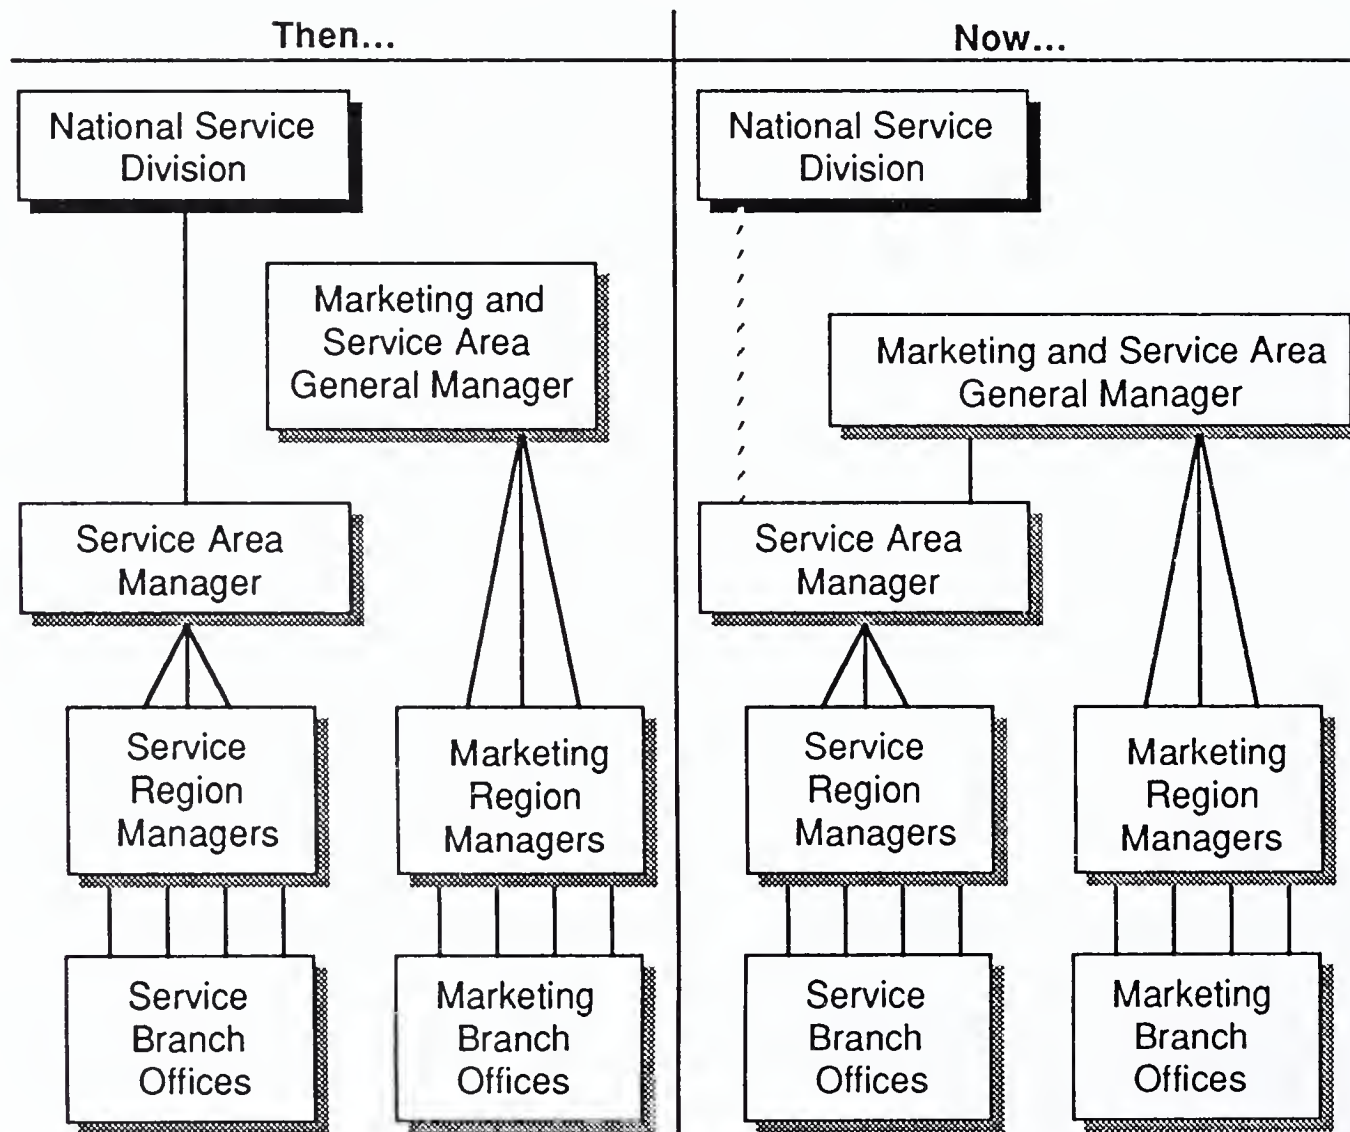 Then...
National Service
Division
Marketing and
Service Area
General Manager
Service Area
Manager
Service
Region
Managers
Marketing
Region
Managers
Service
Branch
Offices
Marketing
Branch
Offices
Now...
National Service
Division
Marketing and Service Area
General Manager
Service Area
Manager
Service
Region
Managers
Marketing
Region
Managers
Service
Branch
Offices
Marketing
Branch
Offices